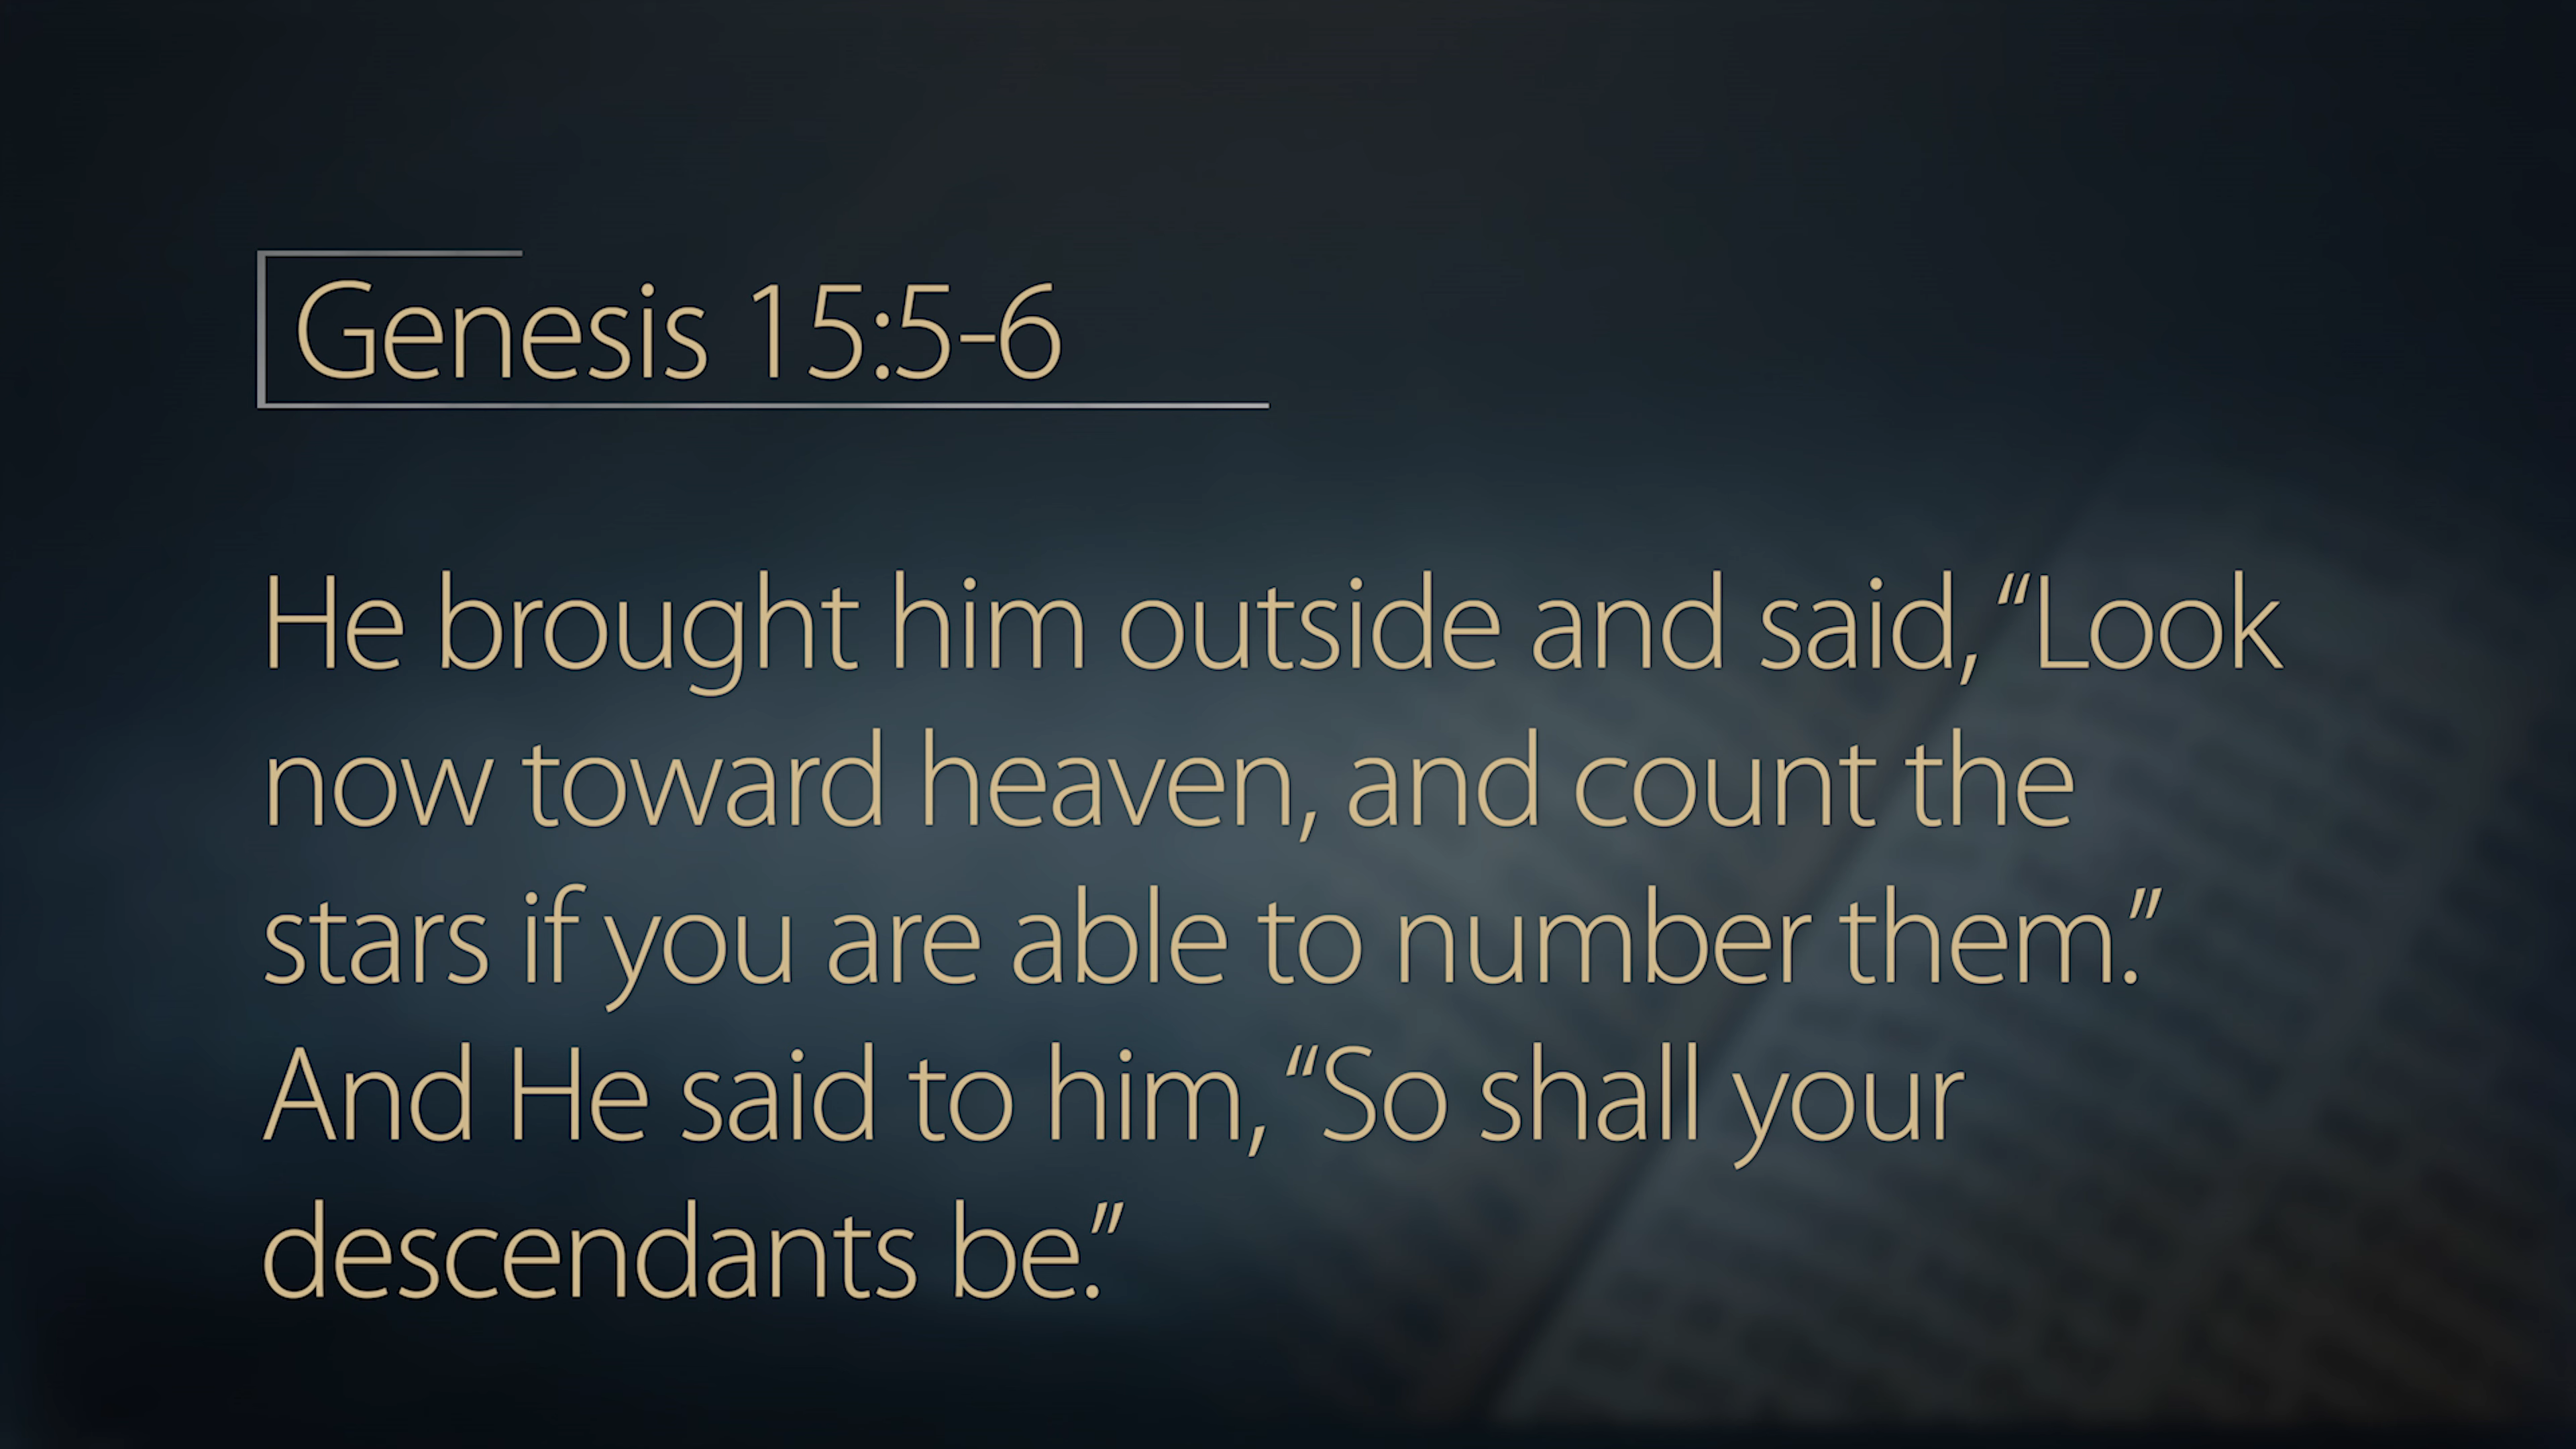 Genesis 15:5-6
He brought him outside and said, “Look
now toward heaven, and count the
stars if you are able to number them.”
And He said to him, “So shall your
descendants be.”